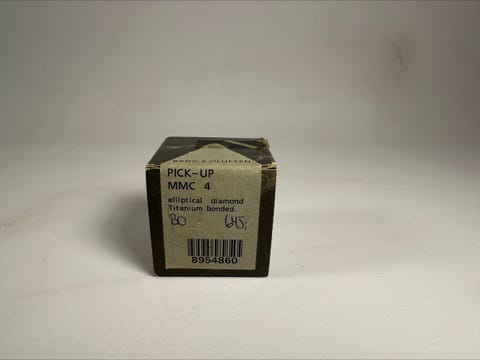 BANG & OLUFSEN
PICK-UP
MMC 4
elliptical diamond
Titanium bonded.
BO 645,
8954860